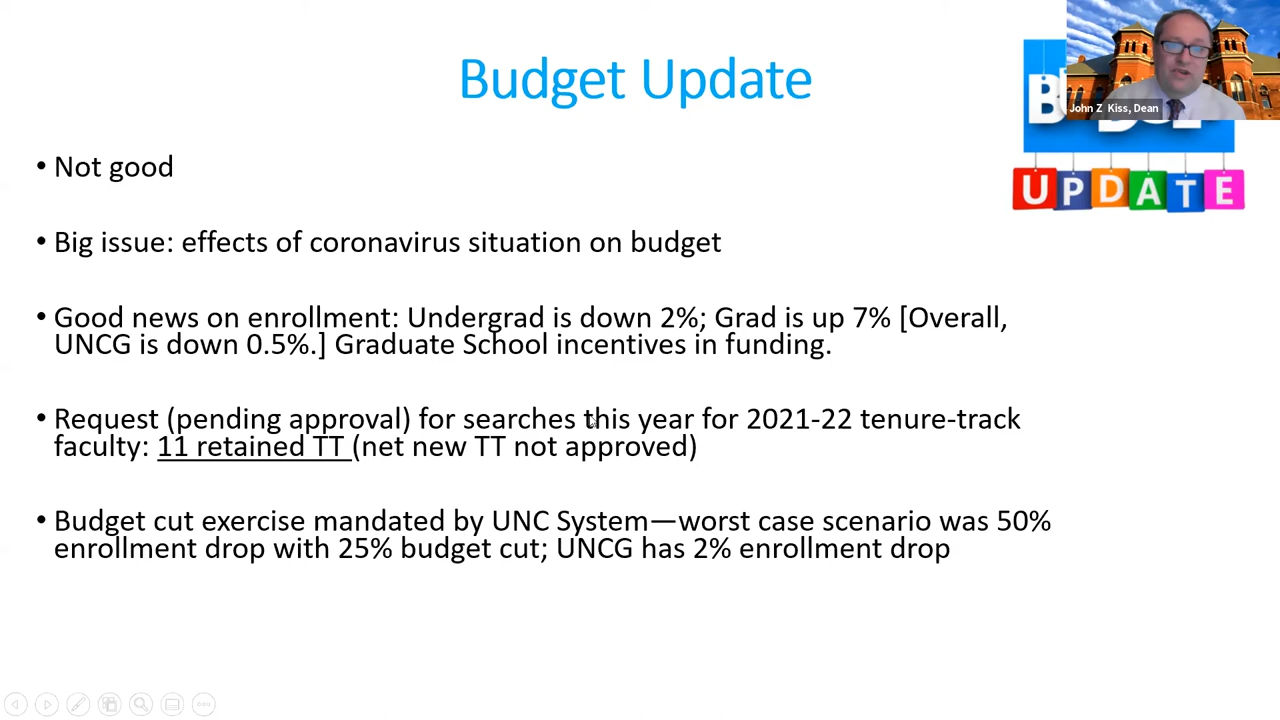 Budget Update
John Z Kiss, Dean
UPDATE
• Not good
• Big issue: effects of coronavirus situation on budget
• Good news on enrollment: Undergrad is down 2%; Grad is up 7% [Overall,
UNCG is down 0.5%.] Graduate School incentives in funding.
• Request (pending approval) for searches this year for 2021-22 tenure-track
faculty: 11 retained TT (net new TT not approved)
• Budget cut exercise mandated by UNC System—worst case scenario was 50%
enrollment drop with 25% budget cut; UNCG has 2% enrollment drop